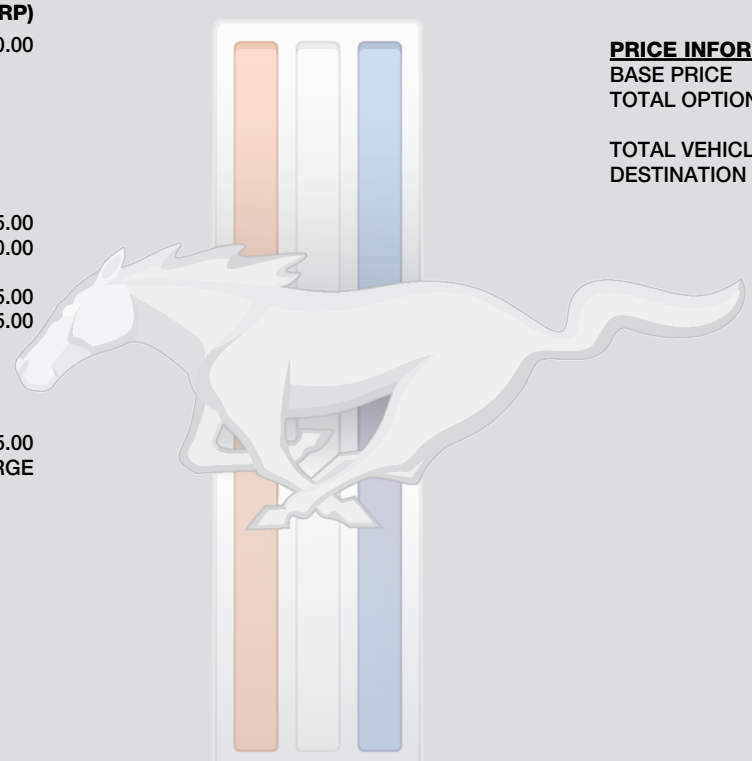 RP)
0.00
5.00
0.00
5.00
5.00
5.00
RGE
PRICE INFOR
BASE PRICE
TOTAL OPTION
TOTAL VEHICL
DESTINATION